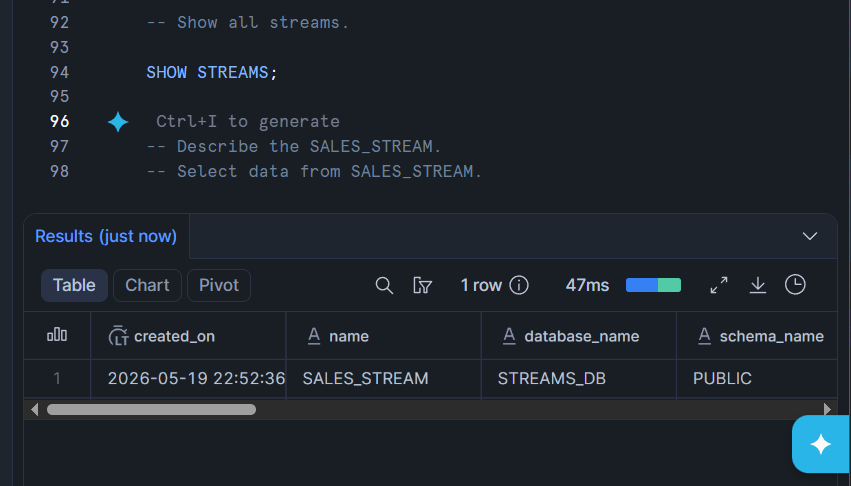 91
92 -- Show all streams.
93
94 SHOW STREAMS;
95
96 Ctrl+I to generate
97 -- Describe the SALES_STREAM.
98 -- Select data from SALES_STREAM.
Results (just now)
Table Chart Pivot 1 row 47ms
LT created_on A name A database_name A schema_name
1 2026-05-19 22:52:36 SALES_STREAM STREAMS_DB PUBLIC